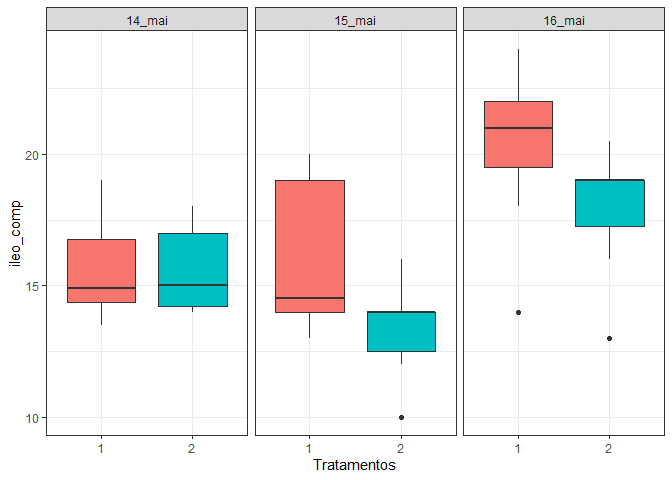 14_mai 15_mai 16_mai
ileo_comp
20
15
10
1 2 1 2 1 2
Tratamentos